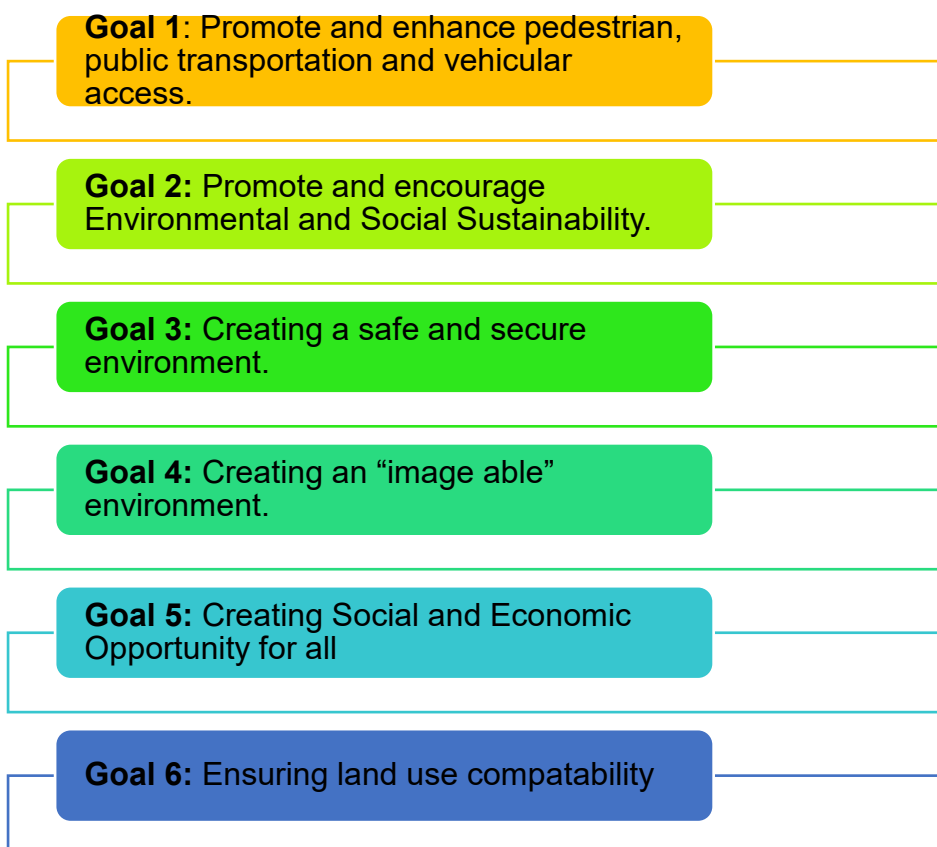 Goal 1: Promote and enhance pedestrian,
public transportation and vehicular
access.
Goal 2: Promote and encourage
Environmental and Social Sustainability.
Goal 3: Creating a safe and secure
environment.
Goal 4: Creating an “image able”
environment.
Goal 5: Creating Social and Economic
Opportunity for all
Goal 6: Ensuring land use compatability